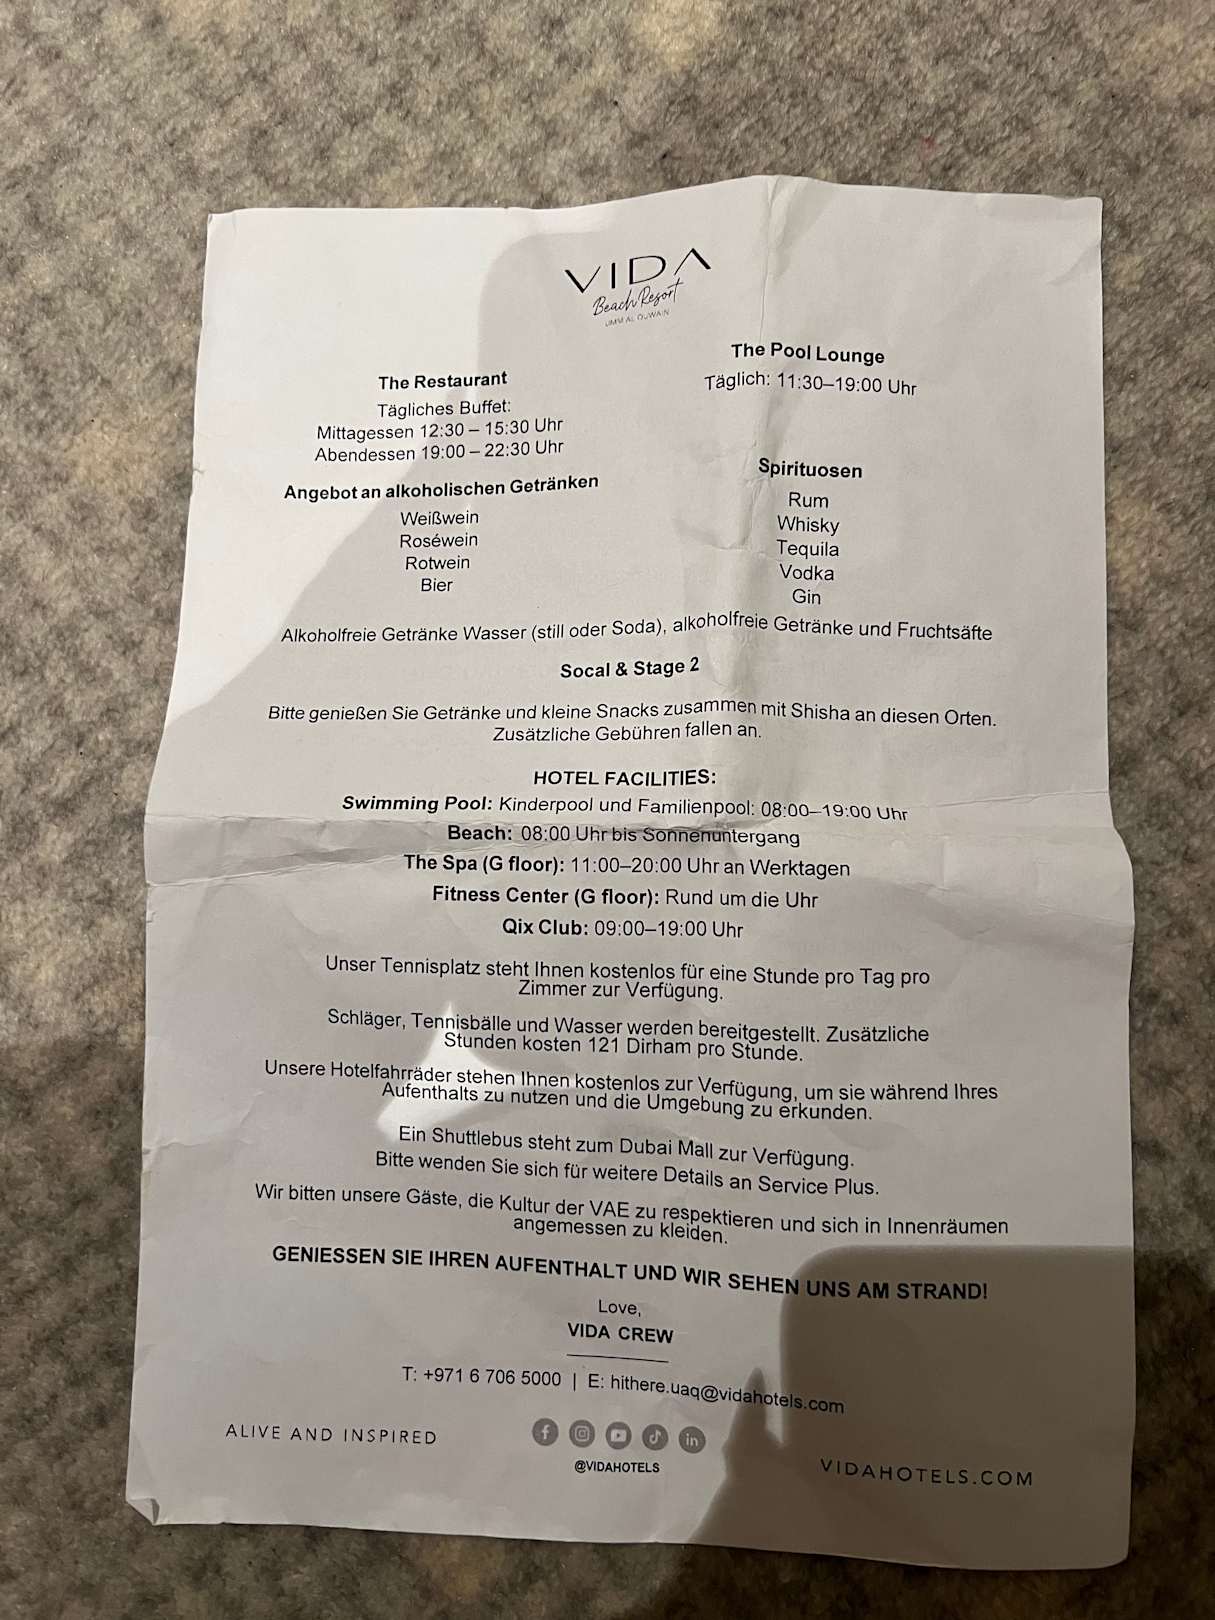 VIDA
Beach Resort
UMM AL QUWAIN
The Restaurant
Tägliches Buffet:
Mittagessen 12:30 – 15:30 Uhr
Abendessen 19:00 – 22:30 Uhr
The Pool Lounge
Täglich: 11:30–19:00 Uhr
Angebot an alkoholischen Getränken
Weißwein
Roséwein
Rotwein
Bier
Spirituosen
Rum
Whisky
Tequila
Vodka
Gin
Alkoholfreie Getränke Wasser (still oder Soda), alkoholfreie Getränke und Fruchtsäfte
Socal & Stage 2
Bitte genießen Sie Getränke und kleine Snacks zusammen mit Shisha an diesen Orten.
Zusätzliche Gebühren fallen an.
HOTEL FACILITIES:
Swimming Pool: Kinderpool und Familienpool: 08:00–19:00 Uhr
Beach: 08:00 Uhr bis Sonnenuntergang
The Spa (G floor): 11:00–20:00 Uhr an Werktagen
Fitness Center (G floor): Rund um die Uhr
Qix Club: 09:00–19:00 Uhr
Unser Tennisplatz steht Ihnen kostenlos für eine Stunde pro Tag pro
Zimmer zur Verfügung.
Schläger, Tennisbälle und Wasser werden bereitgestellt. Zusätzliche
Stunden kosten 121 Dirham pro Stunde.
Unsere Hotelfahrräder stehen Ihnen kostenlos zur Verfügung, um sie während Ihres
Aufenthalts zu nutzen und die Umgebung zu erkunden.
Ein Shuttlebus steht zum Dubai Mall zur Verfügung.
Bitte wenden Sie sich für weitere Details an Service Plus.
Wir bitten unsere Gäste, die Kultur der VAE zu respektieren und sich in Innenräumen
angemessen zu kleiden.
GENIESSEN SIE IHREN AUFENTHALT UND WIR SEHEN UNS AM STRAND!
Love,
VIDA CREW
T: +971 6 706 5000 | E: hithere.uaq@vidahotels.com
ALIVE AND INSPIRED
@VIDAHOTELS
VIDAHOTELS.COM